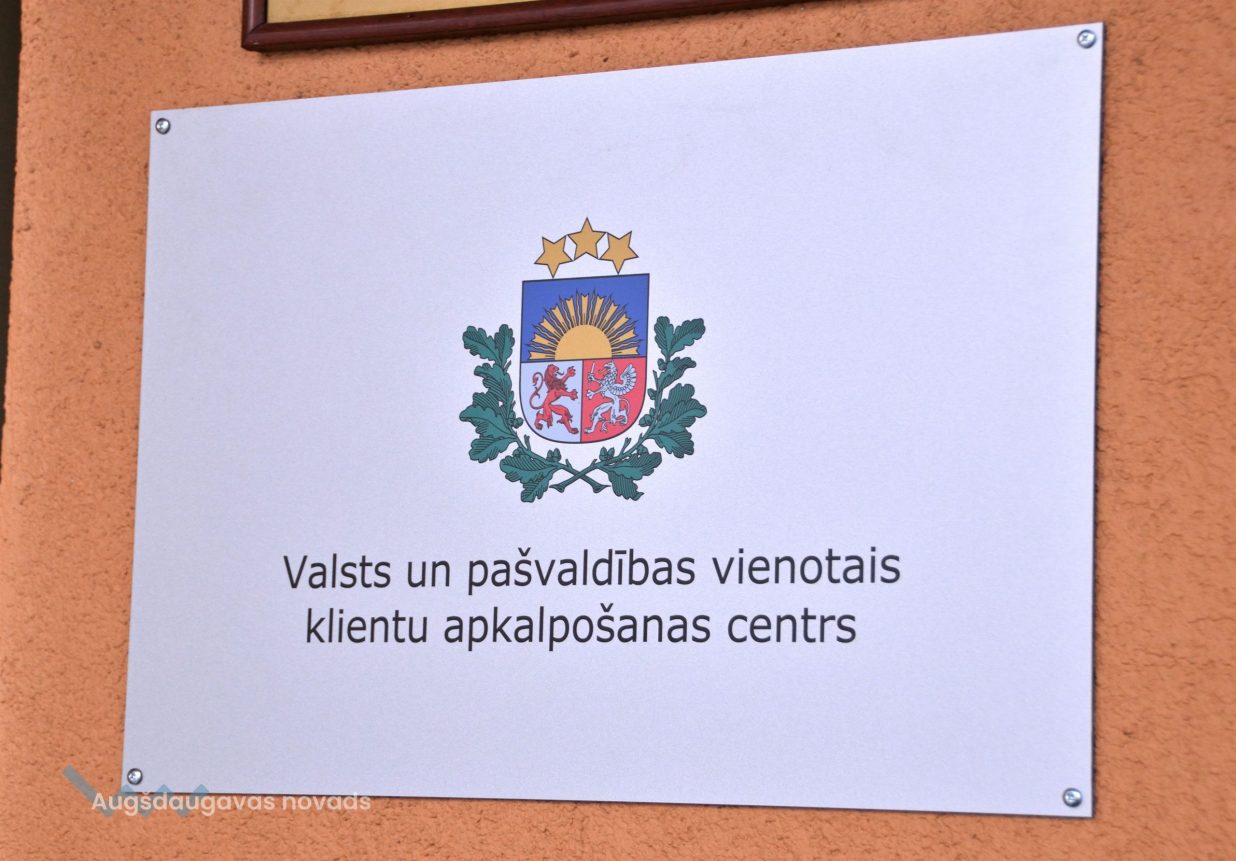 Valsts un pašvaldības vienotais
klientu apkalpošanas centrs
Augšdaugavas novads